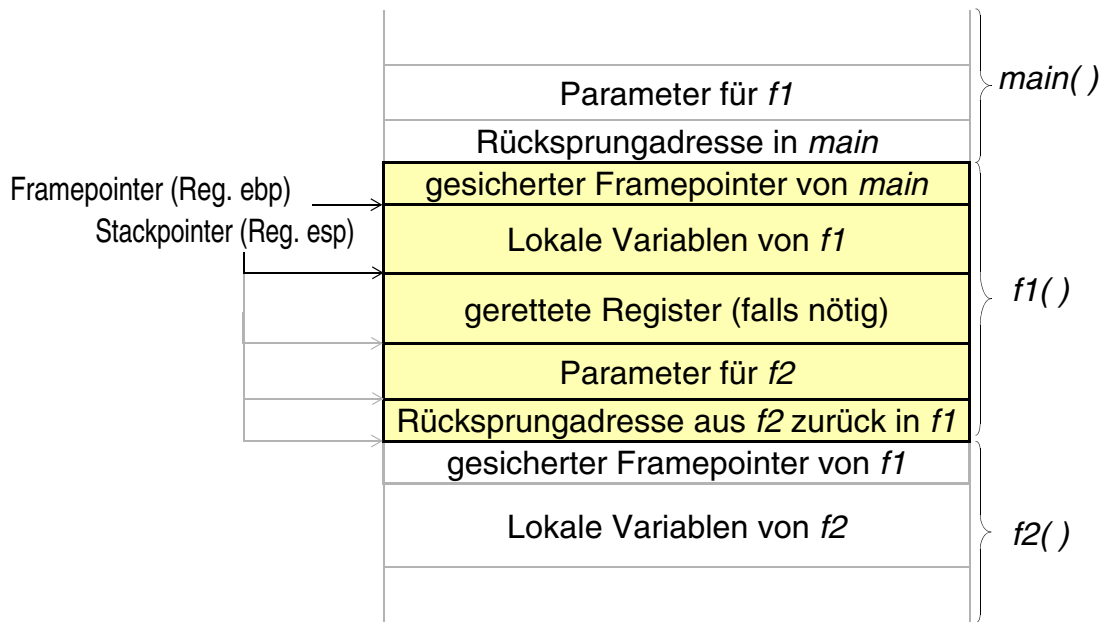 main( )
Parameter für f1
Rücksprungadresse in main
gesicherter Framepointer von main
Framepointer (Reg. ebp)
Stackpointer (Reg. esp)
Lokale Variablen von f1
f1( )
gerettete Register (falls nötig)
Parameter für f2
Rücksprungadresse aus f2 zurück in f1
gesicherter Framepointer von f1
Lokale Variablen von f2
f2( )